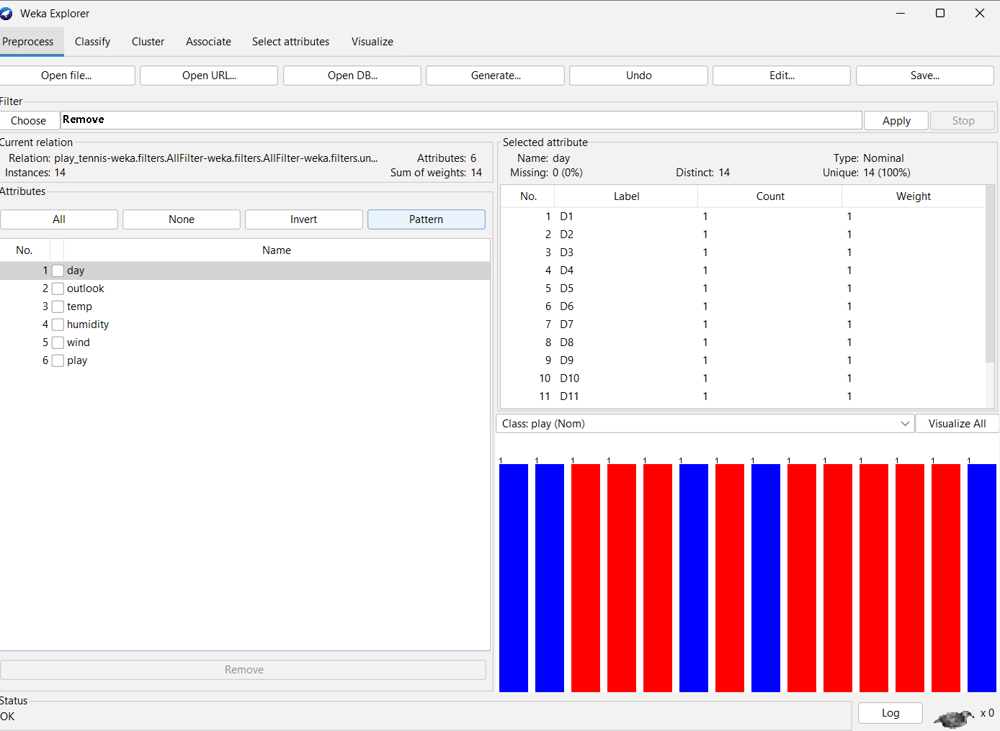 Weka Explorer
Preprocess Classify Cluster Associate Select attributes Visualize
Open file... Open URL... Open DB... Generate... Undo Edit... Save...
Filter
Choose Remove Apply Stop
Current relation
Relation: play_tennis-weka.filters.AllFilter-weka.filters.AllFilter-weka.filters.un... Attributes: 6
Instances: 14 Sum of weights: 14
Attributes
All None Invert Pattern
No. Name
1 day
2 outlook
3 temp
4 humidity
5 wind
6 play
Remove
Selected attribute
Name: day Type: Nominal
Missing: 0 (0%) Distinct: 14 Unique: 14 (100%)
No. Label Count Weight
1 D1 1 1
2 D2 1 1
3 D3 1 1
4 D4 1 1
5 D5 1 1
6 D6 1 1
7 D7 1 1
8 D8 1 1
9 D9 1 1
10 D10 1 1
11 D11 1 1
Class: play (Nom) Visualize All
1 1 1 1 1 1 1 1 1 1 1 1 1 1
Status
OK
Log x 0